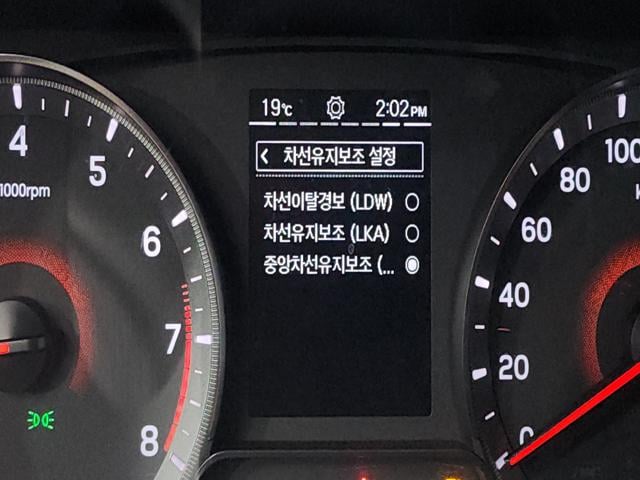 19℃ 2:02PM
< 차선유지보조 설정
차선이탈경보 (LDW)
차선유지보조 (LKA)
중앙차선유지보조 (...
4
5
6
7
8
1000rpm
100
80
60
40
20
0